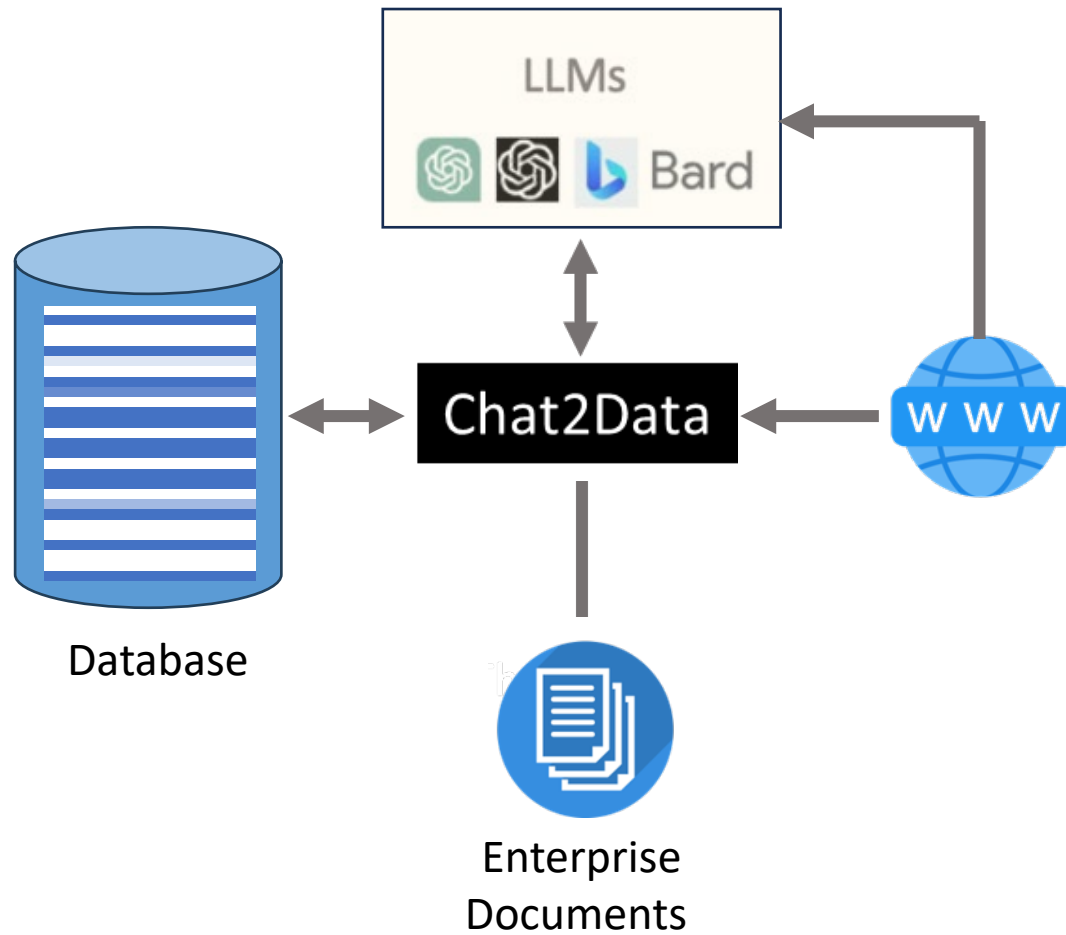 LLMs
Bard
Chat2Data
W W W
Database
Enterprise
Documents